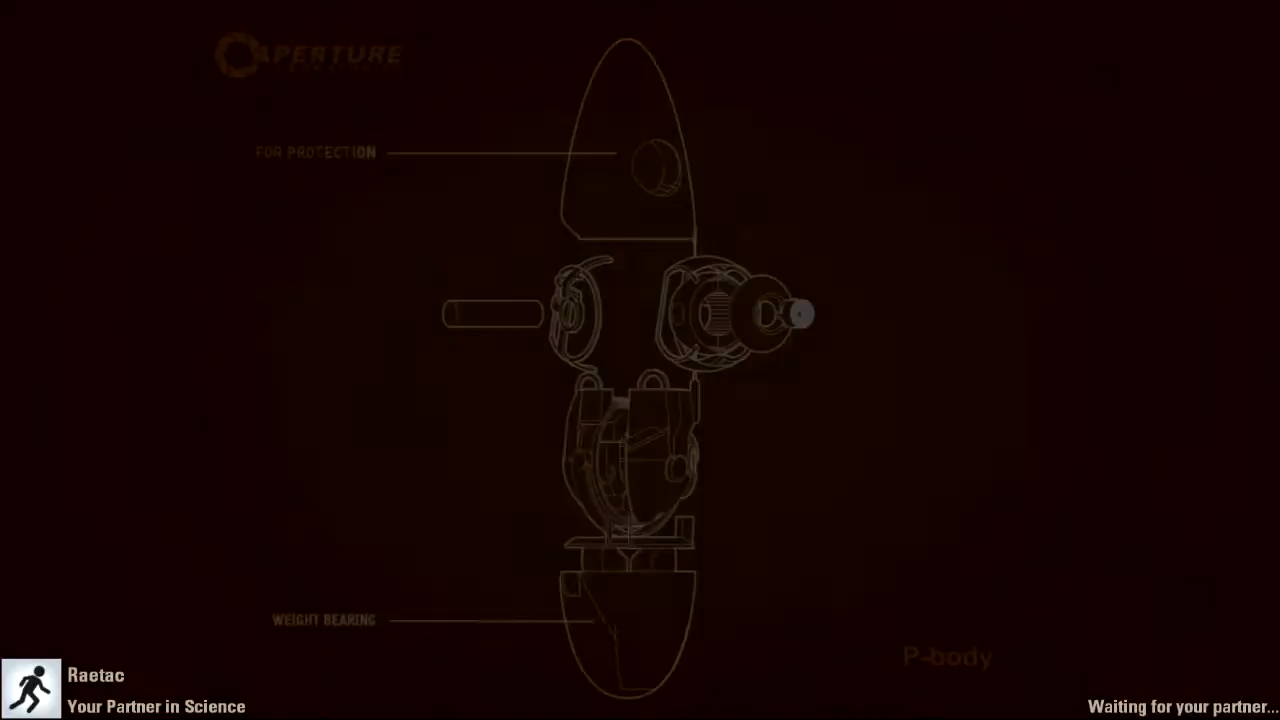 APERTURE
FOR PROTECTION
WEIGHT BEARING
P-body
Raetac
Your Partner in Science
Waiting for your partner...